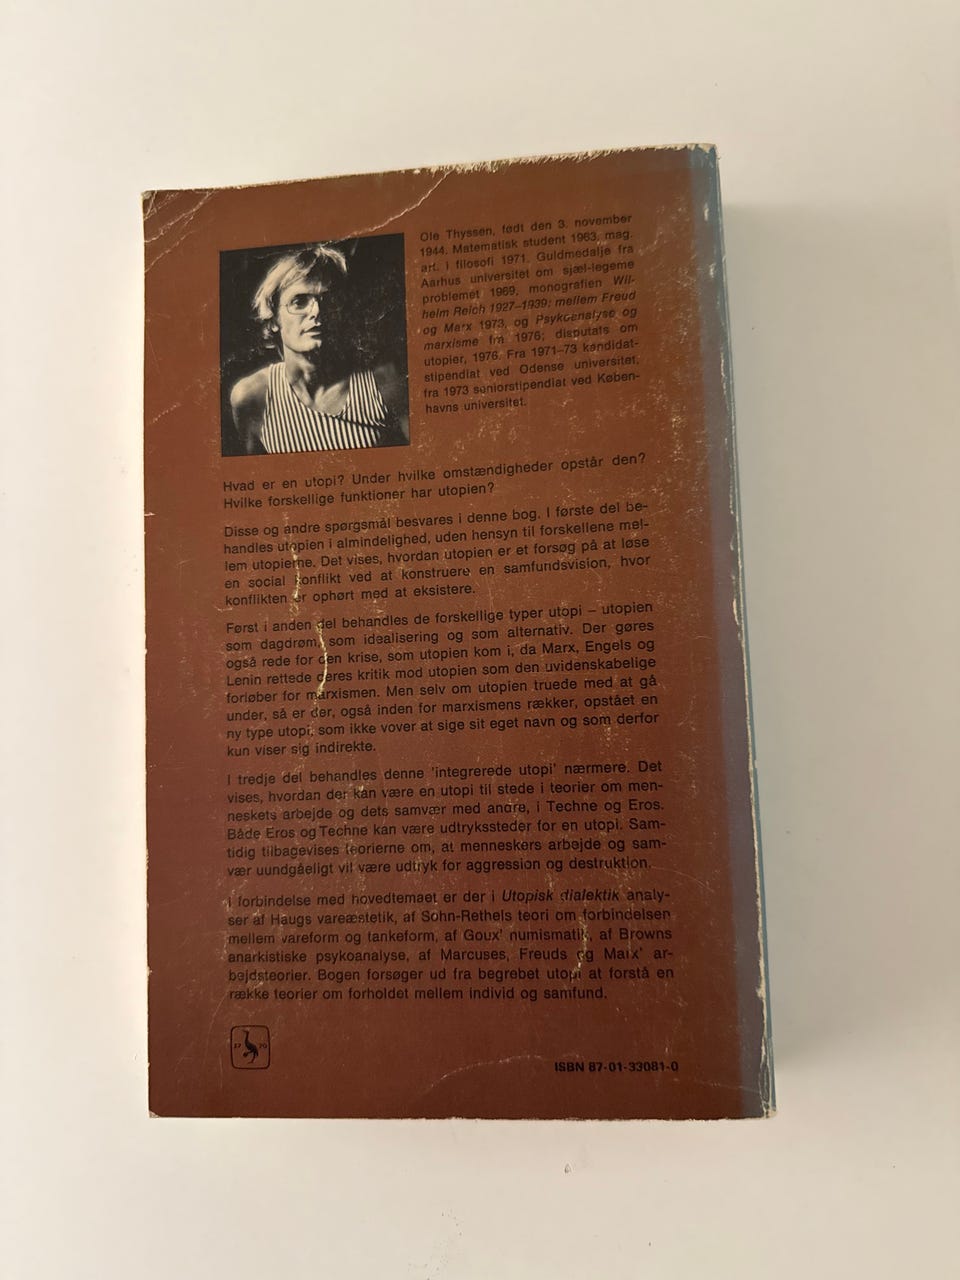 Ole Thyssen, født den 3. november
1944. Matematisk student 1963, mag.
art. i filosofi 1971. Guldmedalje fra
Aarhus universitet om sjæl-legeme
problemet 1969, monografien Wil-
helm Reich 1927-1939; mellem Freud
og Marx 1973, og Psykoanalyse og
marxisme fra 1976; disputats om
utopier, 1976. Fra 1971-73 kandidat-
stipendiat ved Odense universitet,
fra 1973 seniorstipendiat ved Køben-
havns universitet.
Hvad er en utopi? Under hvilke omstændigheder opstår den?
Hvilke forskellige funktioner har utopien?
Disse og andre spørgsmål besvares i denne bog. I første del be-
handles utopien i almindelighed, uden hensyn til forskellene mel-
lem utopierne. Det vises, hvordan utopien er et forsøg på at løse
en social konflikt ved at konstruere en samfundsvision, hvor
konflikten er ophørt med at eksistere.
Først i anden del behandles de forskellige typer utopi – utopien
som dagdrøm, som idealisering og som alternativ. Der gøres
også rede for den krise, som utopien kom i, da Marx, Engels og
Lenin rettede deres kritik mod utopien som den uvidenskabelige
forløber for marxismen. Men selv om utopien truede med at gå
under, så er der, også inden for marxismens rækker, opstået en
ny type utopi, som ikke vover at sige sit eget navn og som derfor
kun viser sig indirekte.
I tredje del behandles denne 'integrerede utopi' nærmere. Det
vises, hvordan der kan være en utopi til stede i teorier om men-
neskets arbejde og dets samvær med andre, i Techne og Eros.
Både Eros og Techne kan være udtrykssteder for en utopi. Sam-
tidig tilbagevises teorierne om, at menneskers arbejde og sam-
vær uundgåeligt vil være udtryk for aggression og destruktion.
I forbindelse med hovedtemaet er der i Utopisk dialektik analy-
ser af Haugs vareæstetik, af Sohn-Rethels teori om forbindelsen
mellem vareform og tankeform, af Goux' numismatik, af Browns
anarkistiske psykoanalyse, af Marcuses, Freuds og Marx' ar-
bejdsteorier. Bogen forsøger ud fra begrebet utopi at forstå en
række teorier om forholdet mellem individ og samfund.
17 70
ISBN 87-01-33081-0